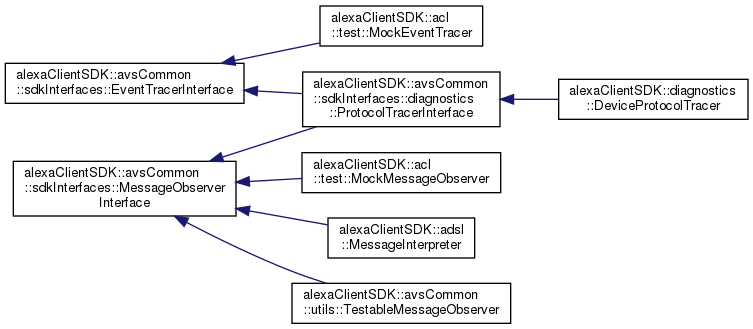 alexaClientSDK::acl
::test::MockEventTracer
alexaClientSDK::avsCommon
::sdkInterfaces::EventTracerInterface
alexaClientSDK::avsCommon
::sdkInterfaces::diagnostics
::ProtocolTracerInterface
alexaClientSDK::diagnostics
::DeviceProtocolTracer
alexaClientSDK::avsCommon
::sdkInterfaces::MessageObserver
Interface
alexaClientSDK::acl
::test::MockMessageObserver
alexaClientSDK::adsl
::MessageInterpreter
alexaClientSDK::avsCommon
::utils::TestableMessageObserver